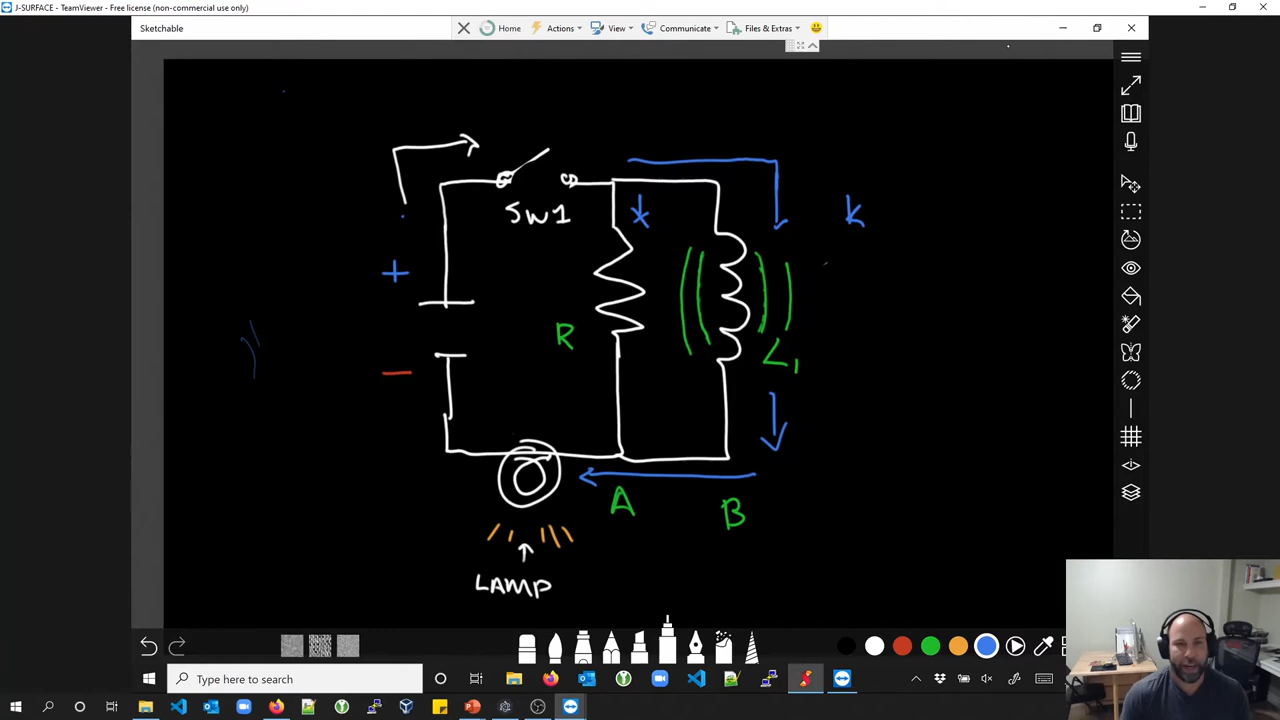 J-SURFACE - TeamViewer - Free license (non-commercial use only)
Sketchable
Home Actions View Communicate Files & Extras
SW1
k
+
R
L1
-
A
B
LAMP
Type here to search